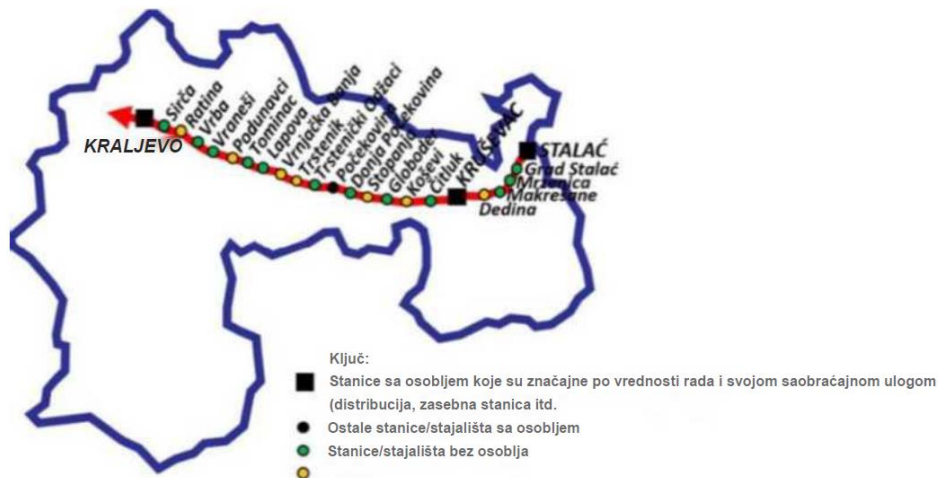 Sirča
Ratina
Vrba
Vraneši
Podunavci
Tominac
Lapova
Vrnjačka Banja
Trstenik
Trstenički Odžaci
Počekovina
Donja Počekovina
Stopanja
Globoder
Koševi
Čitluk
KRUŠEVAC
KRALJEVO
STALAĆ
Grad Stalać
Mrzenica
Makrešane
Dedina
Ključ:
Stanice sa osobljem koje su značajne po vrednosti rada i svojom saobraćajnom ulogom
(distribucija, zasebna stanica itd.
Ostale stanice/stajališta sa osobljem
Stanice/stajališta bez osoblja